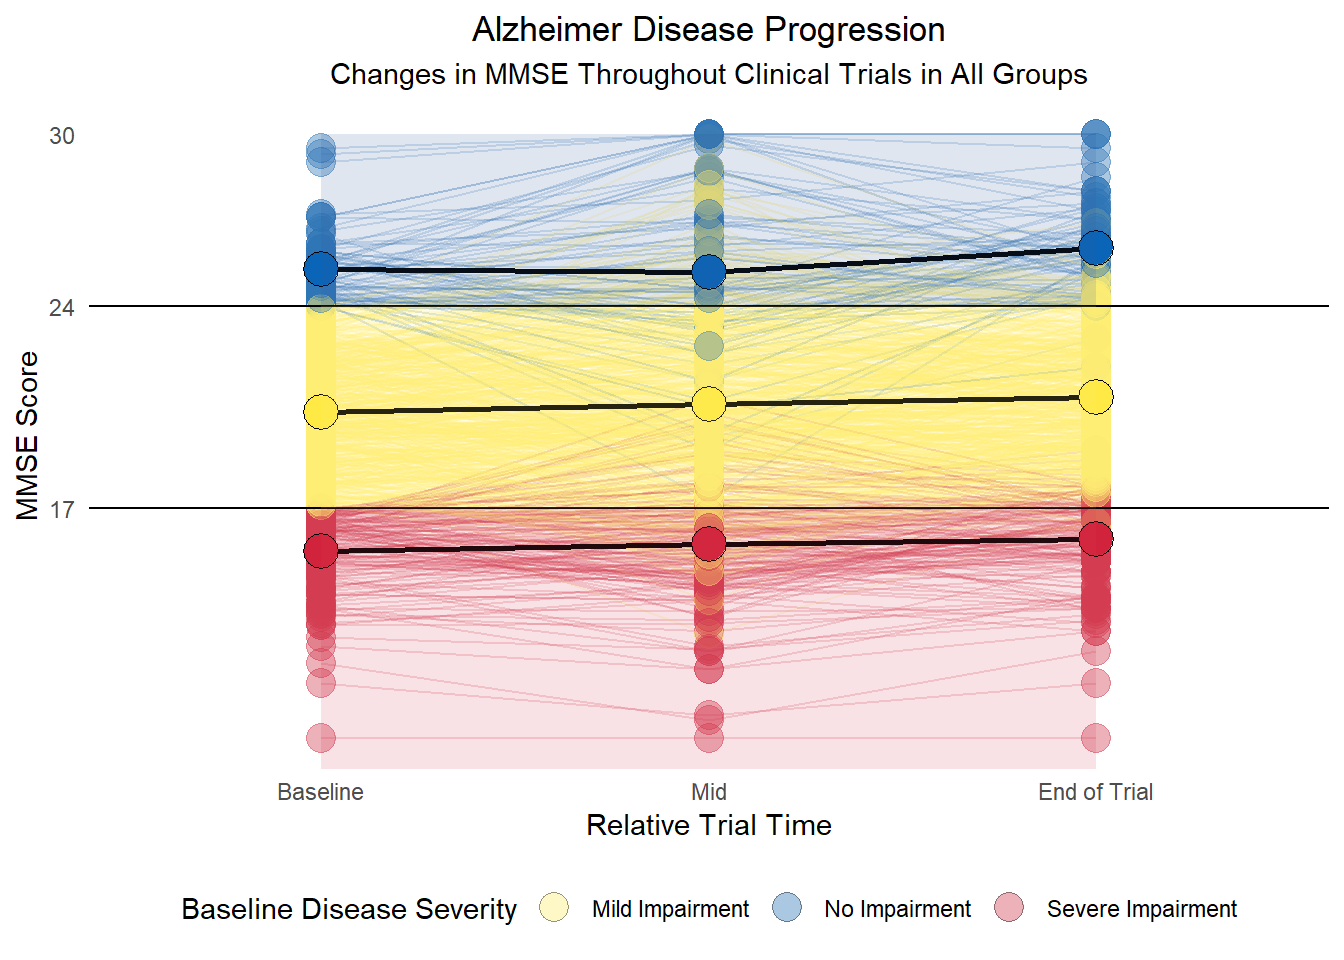 Alzheimer Disease Progression
Changes in MMSE Throughout Clinical Trials in All Groups
30
24
17
MMSE Score
Baseline
Mid
End of Trial
Relative Trial Time
Baseline Disease Severity
Mild Impairment
No Impairment
Severe Impairment